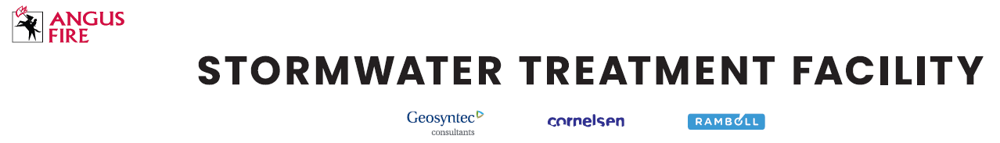 ANGUS
FIRE
STORMWATER TREATMENT FACILITY
Geosyntec
consultants
cornelsen
RAMBOLL